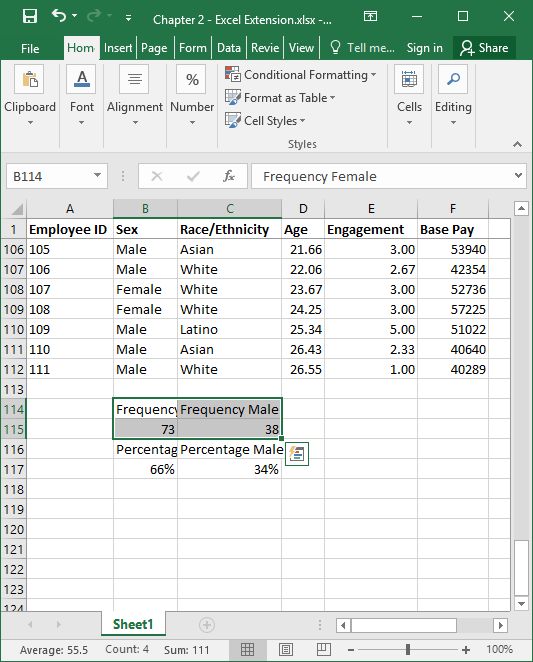 Chapter 2 - Excel Extension.xlsx -...
File Home Insert Page Form Data Revie View Tell me... Sign in Share
Clipboard Font Alignment Number Conditional Formatting Format as Table Cell Styles Styles Cells Editing
B114 fx Frequency Female
A B C D E F
1 Employee ID Sex Race/Ethnicity Age Engagement Base Pay
106 105 Male Asian 21.66 3.00 53940
107 106 Male White 22.06 2.67 42354
108 107 Female White 23.67 3.00 52736
109 108 Female White 24.25 3.00 57225
110 109 Male Latino 25.34 5.00 51022
111 110 Male Asian 26.43 2.33 40640
112 111 Male White 26.55 1.00 40289
113
114 Frequency Frequency Male
115 73 38
116 Percentag Percentage Male
117 66% 34%
118
119
120
121
122
123
124
Sheet1
Average: 55.5 Count: 4 Sum: 111 100%